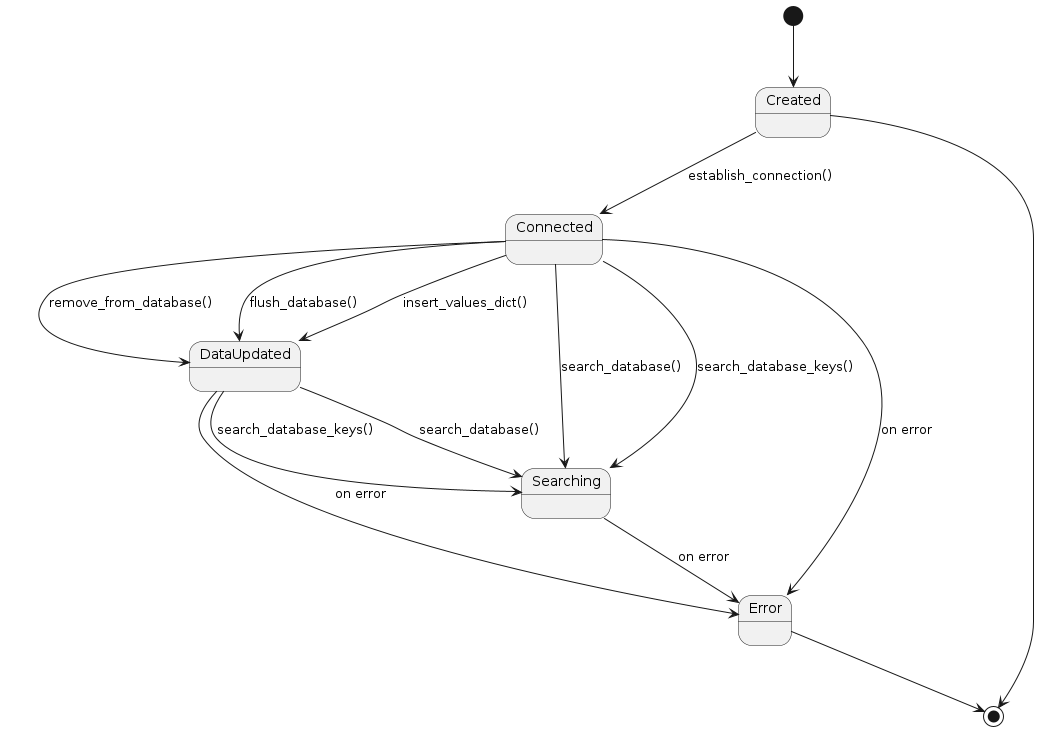 Created
establish_connection()
Connected
remove_from_database()
flush_database()
insert_values_dict()
DataUpdated
search_database()
search_database_keys()
search_database_keys()
search_database()
on error
Searching
on error
on error
Error